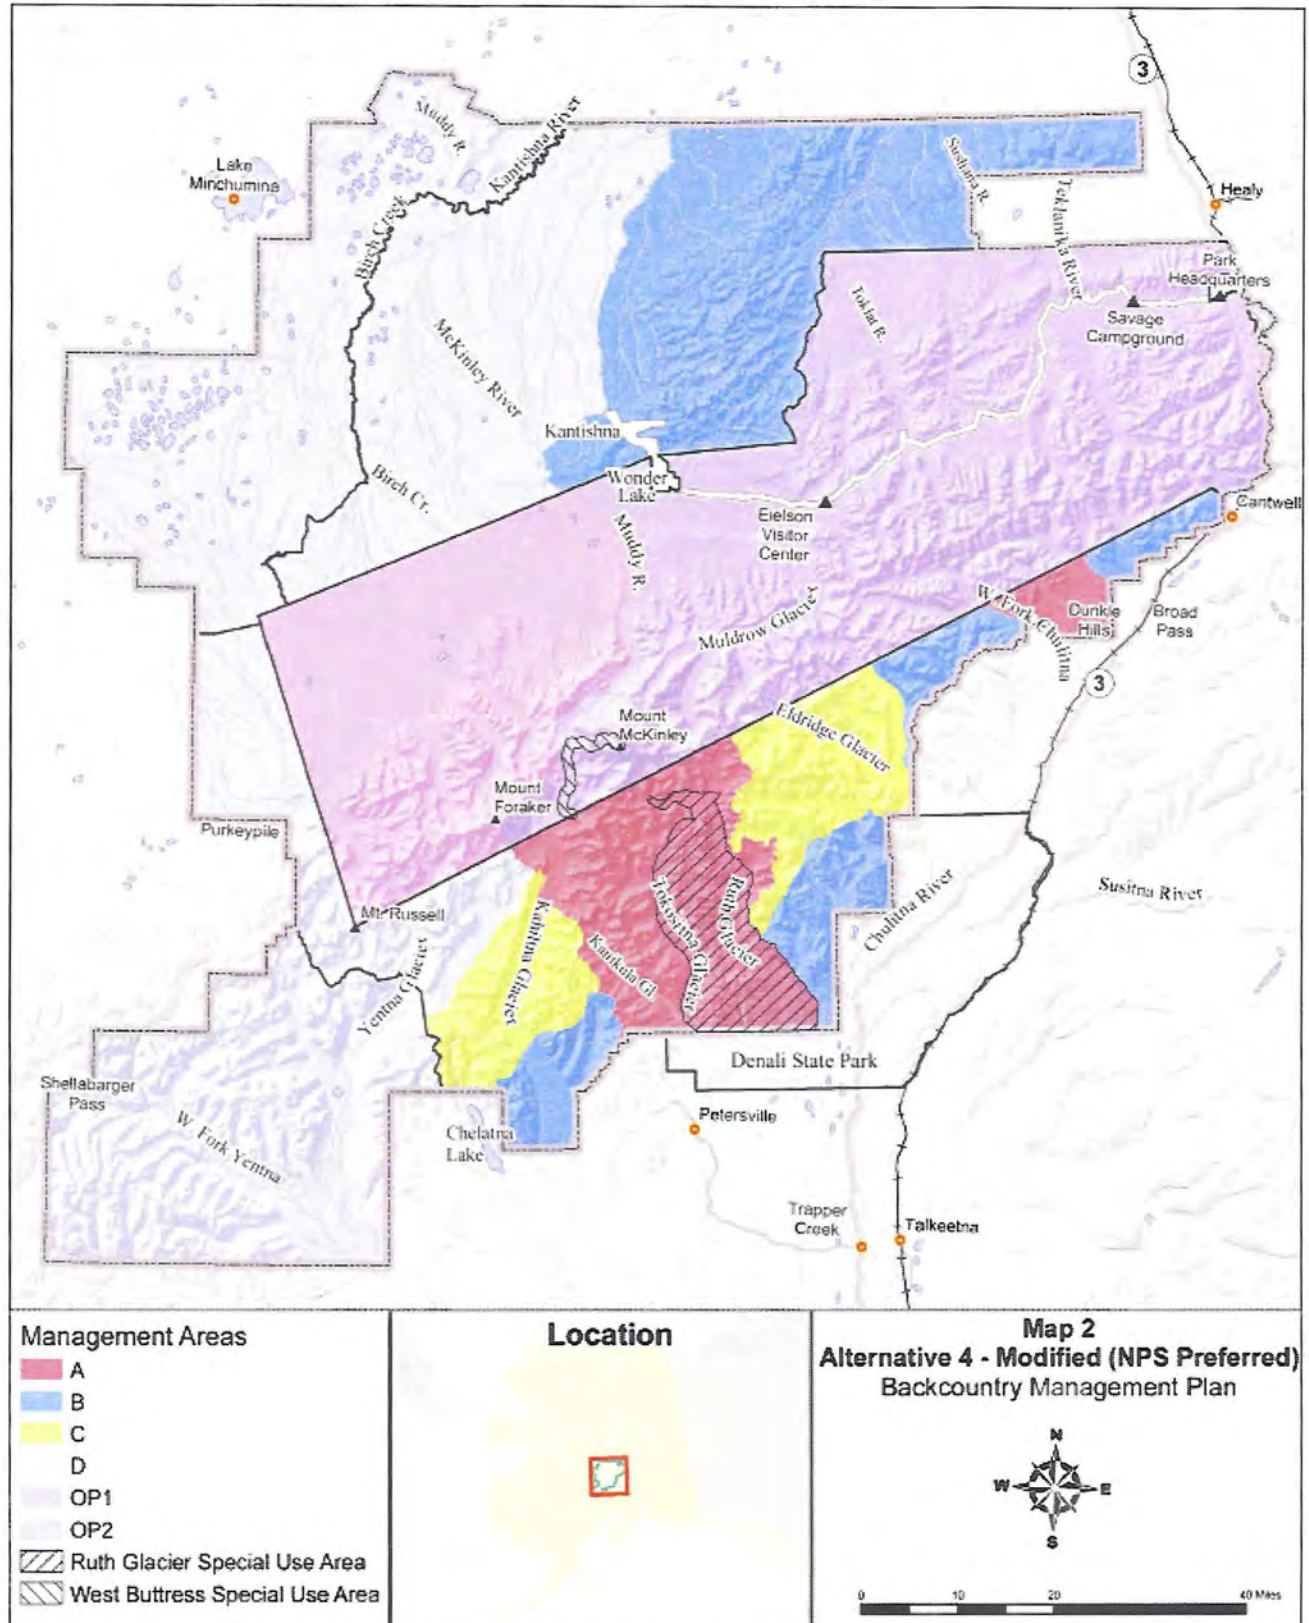 3
Muddy R.
Kantishna River
Lake
Minchumina
Birch Creek
Sushana R.
Teklanika River
Healy
Park
Headquarters
Toklat R.
Savage
Campground
McKinley River
Kantishna
Wonder
Lake
Birch Cr.
Eielson
Visitor
Center
Cantwell
Muddy R.
Muldrow Glacier
W. Fork Chulitna
Dunkle
Hills
Broad
Pass
3
Mount
McKinley
Eldridge Glacier
Mount
Foraker
Purkeypile
Mt. Russell
Yentna Glacier
Kahiltna Glacier
Kanikula Gl.
Tokositna Glacier
Ruth Glacier
Chulitna River
Susitna River
Denali State Park
Shellabarger
Pass
W. Fork Yentna
Chelatna
Lake
Petersville
Trapper
Creek
Talkeetna
Management Areas
A
B
C
D
OP1
OP2
Ruth Glacier Special Use Area
West Buttress Special Use Area
Location
Map 2
Alternative 4 - Modified (NPS Preferred)
Backcountry Management Plan
N
W E
S
0 10 20 40 Miles